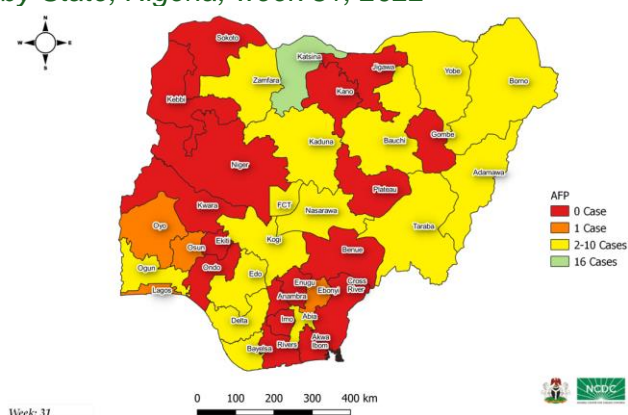 by State, Nigeria, week 31, 2022
N
W
E
S
Sokoto
Katsina
Jigawa
Yobe
Borno
Zamfara
Kano
Kebbi
Kaduna
Bauchi
Gombe
Niger
Adamawa
Plateau
Kwara
FCT
Nasarawa
Taraba
Oyo
Kogi
Osun
Ekiti
Benue
Ondo
Ogun
Edo
Enugu
Cross
River
Ebonyi
Anambra
Lagos
Imo
Abia
Delta
Akwa
Ibom
Rivers
Bayelsa
AFP
0 Case
1 Case
2-10 Cases
16 Cases
Week: 31
0 100 200 300 400 km
NCDC